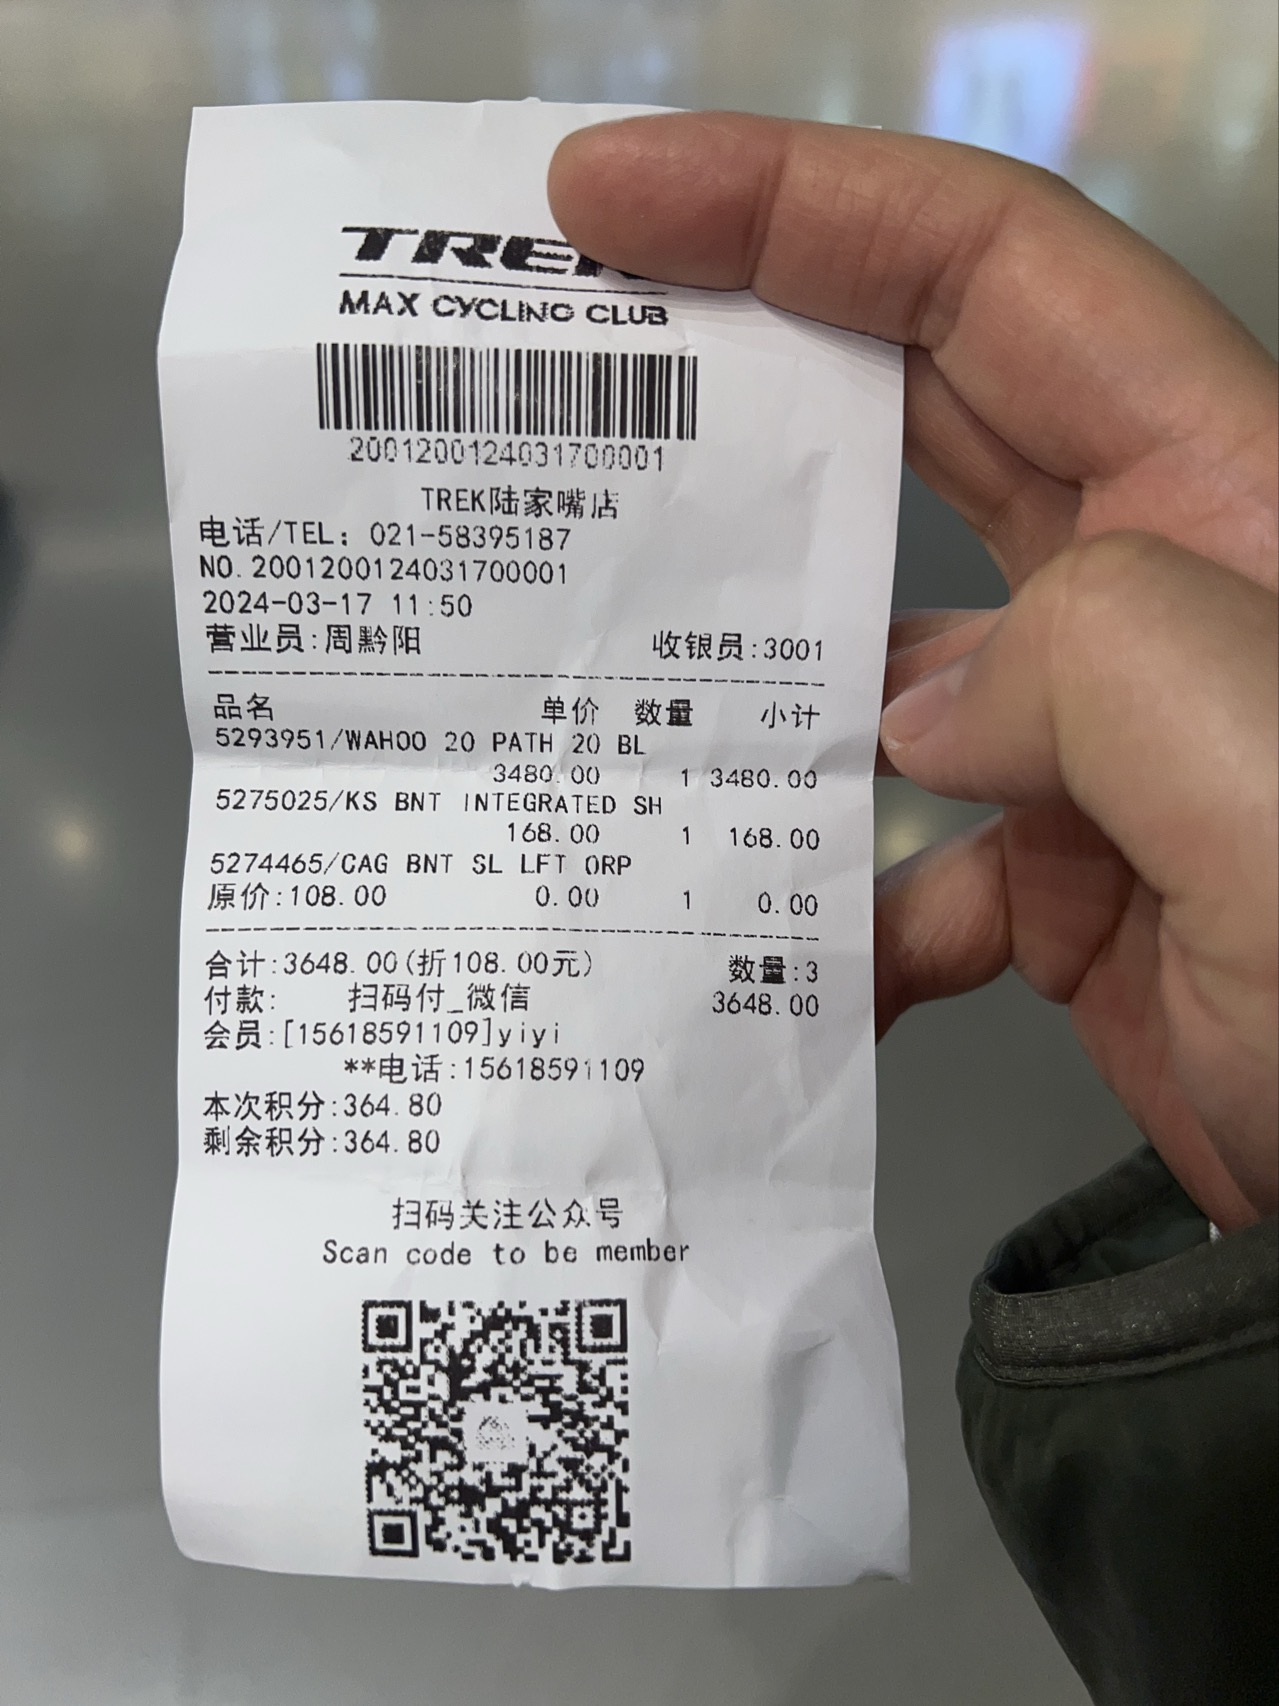 TREK
MAX CYCLING CLUB
2001200124031700001
TREK陆家嘴店
电话/TEL: 021-58395187
NO.2001200124031700001
2024-03-17 11:50
营业员:周黔阳 收银员:3001
品名 单价 数量 小计
5293951/WAHOO 20 PATH 20 BL
3480.00 1 3480.00
5275025/KS BNT INTEGRATED SH
168.00 1 168.00
5274465/CAG BNT SL LFT ORP
原价:108.00 0.00 1 0.00
合计:3648.00(折108.00元) 数量:3
付款: 扫码付_微信 3648.00
会员:[15618591109]yiyi
**电话:15618591109
本次积分:364.80
剩余积分:364.80
扫码关注公众号
Scan code to be member